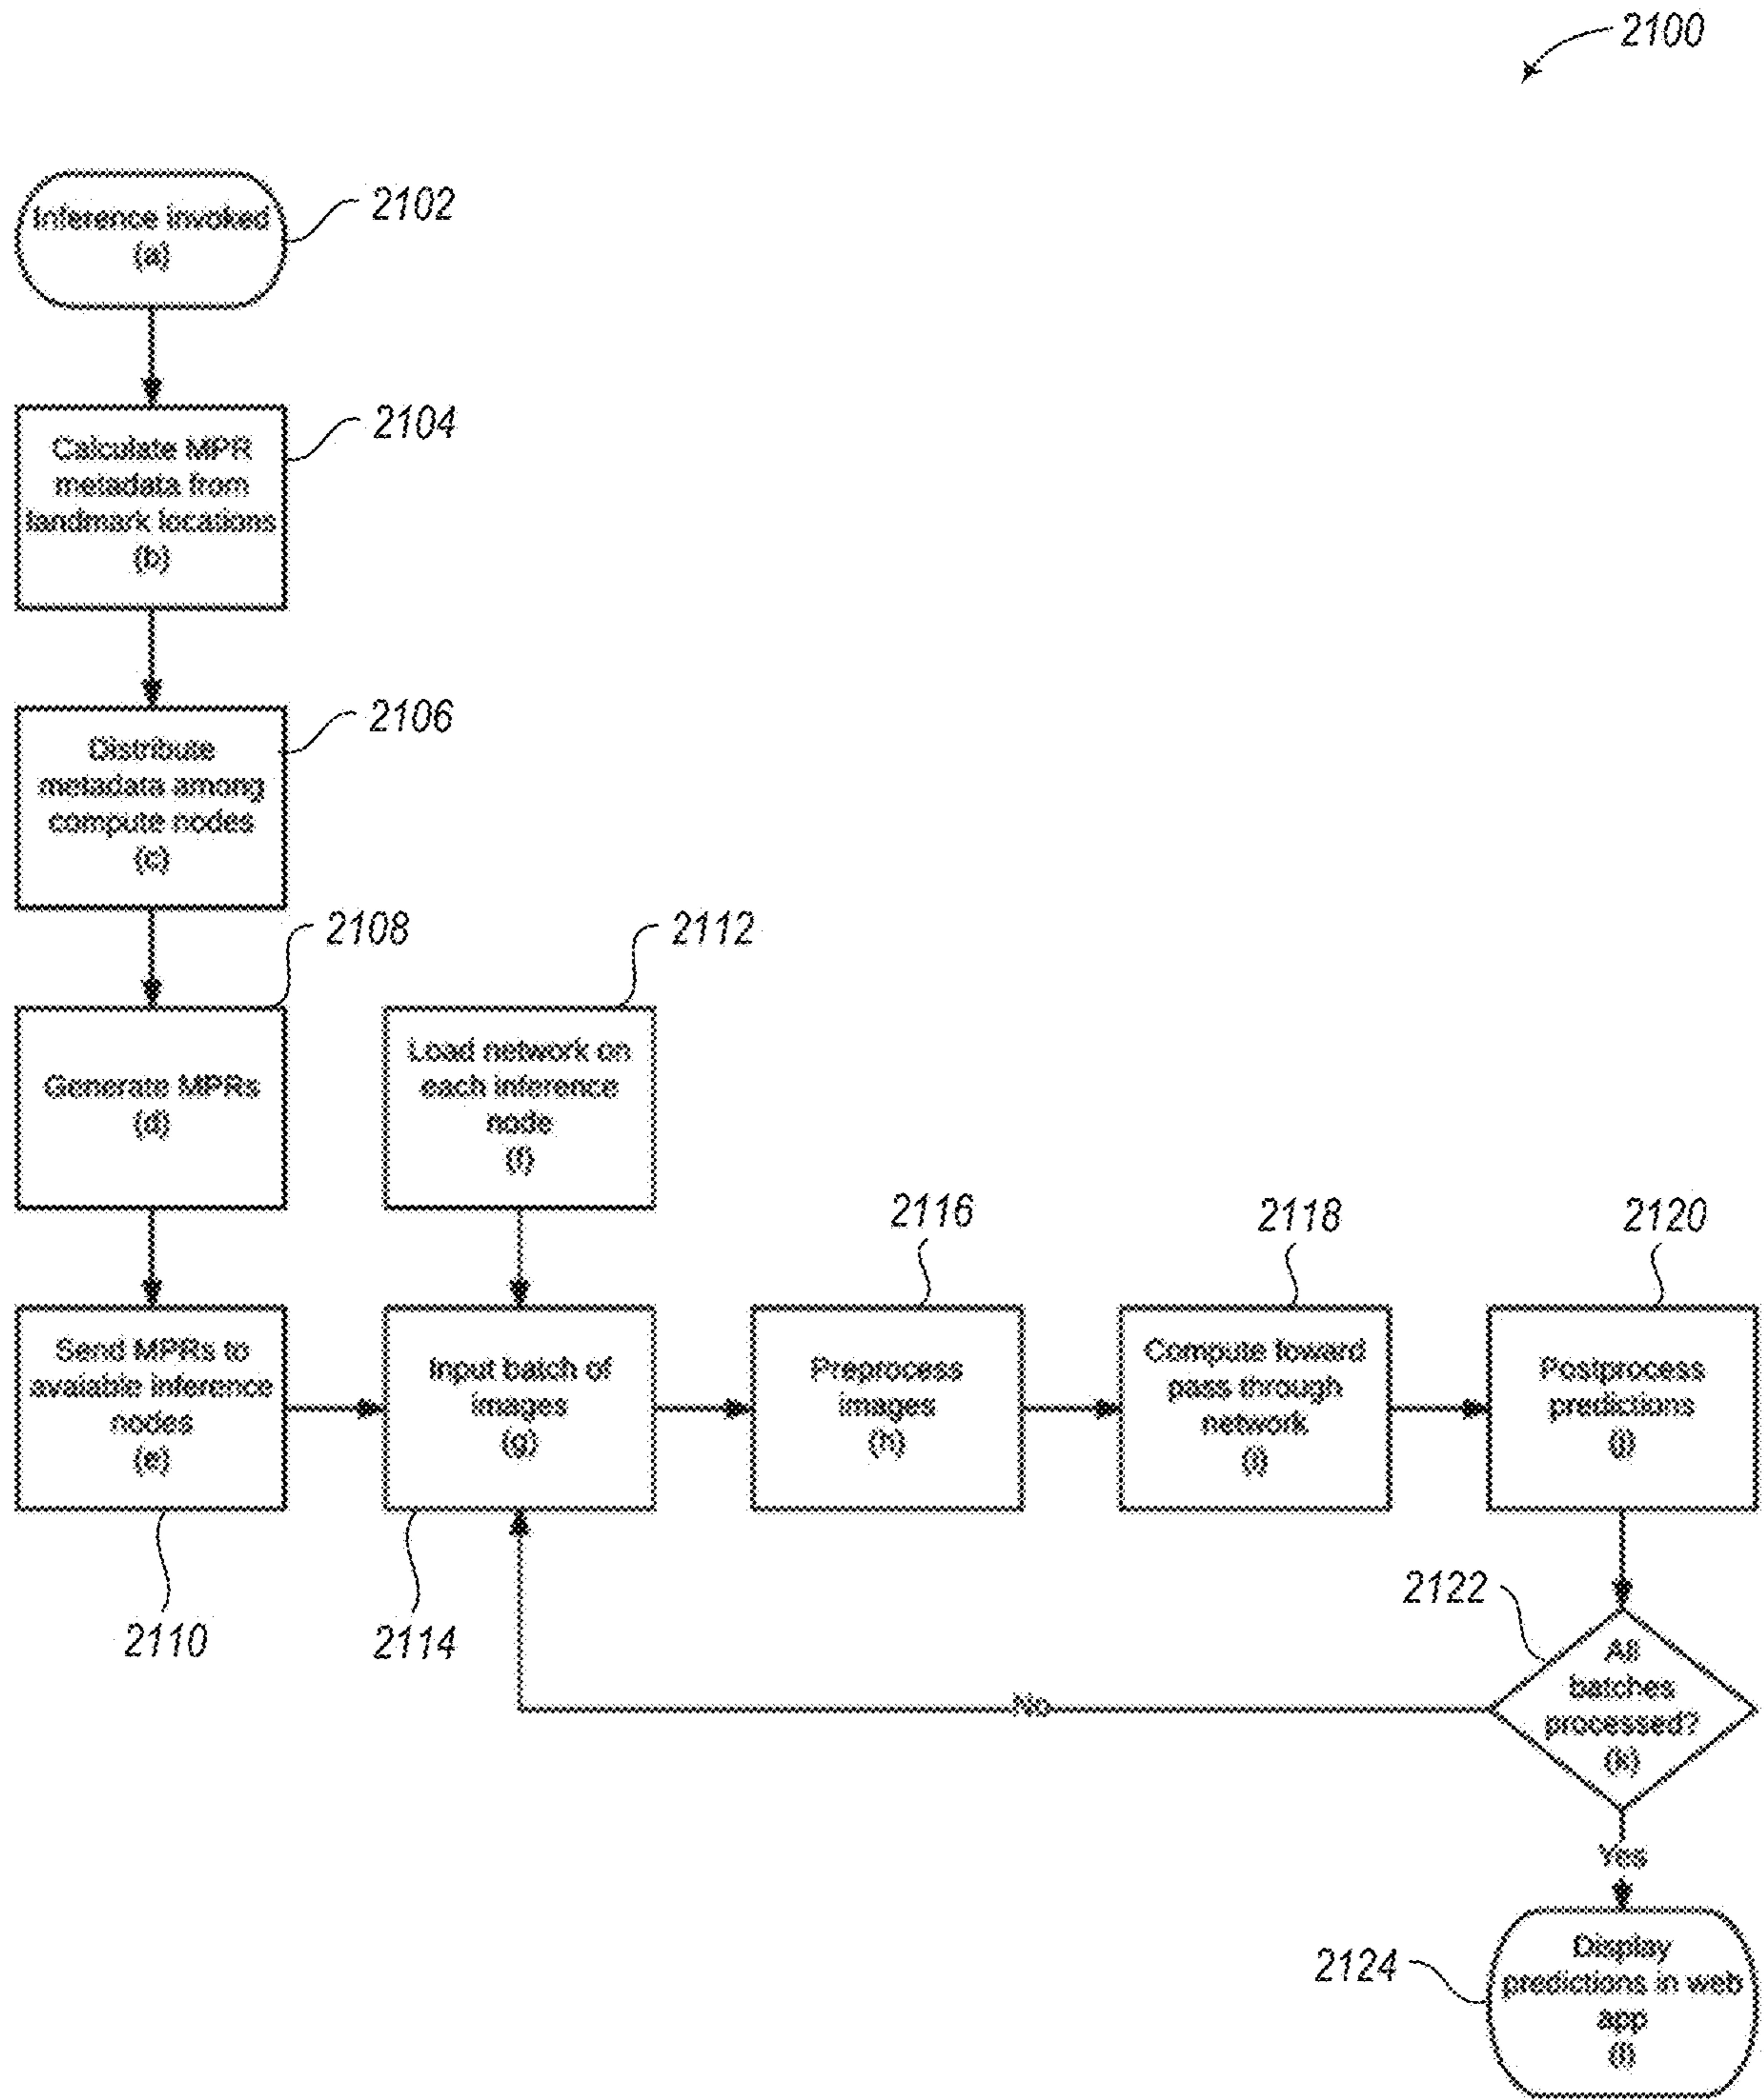 2100
Inference invoked
(a)
2102
Calculate MPR
metadata from
landmark locations
(b)
2104
Distribute
metadata among
compute nodes
(c)
2106
Generate MPRs
(d)
2108
Load network on
each inference
node
(f)
2112
Send MPRs to
avaiable inference
nodes
(e)
2110
Input batch of
images
(g)
2114
Preprocess
images
(h)
2116
Compute foward
pass through
network
(i)
2118
Postprocess
predictions
(j)
2120
All
batches
processed?
(k)
2122
No
Yes
Display
predictions in web
app
(l)
2124